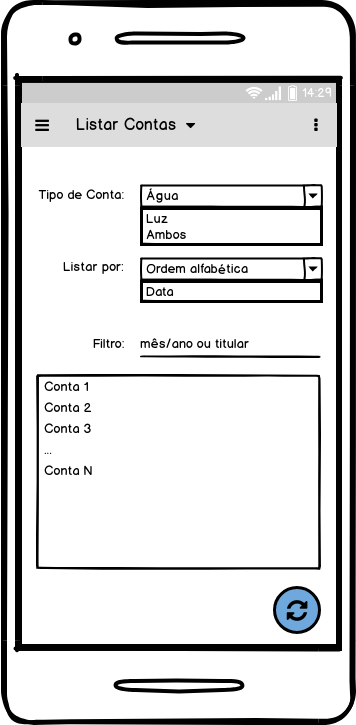 14:29
Listar Contas
Tipo de Conta: Água
Luz
Ambos
Listar por: Ordem alfabética
Data
Filtro: mês/ano ou titular
Conta 1
Conta 2
Conta 3
...
Conta N